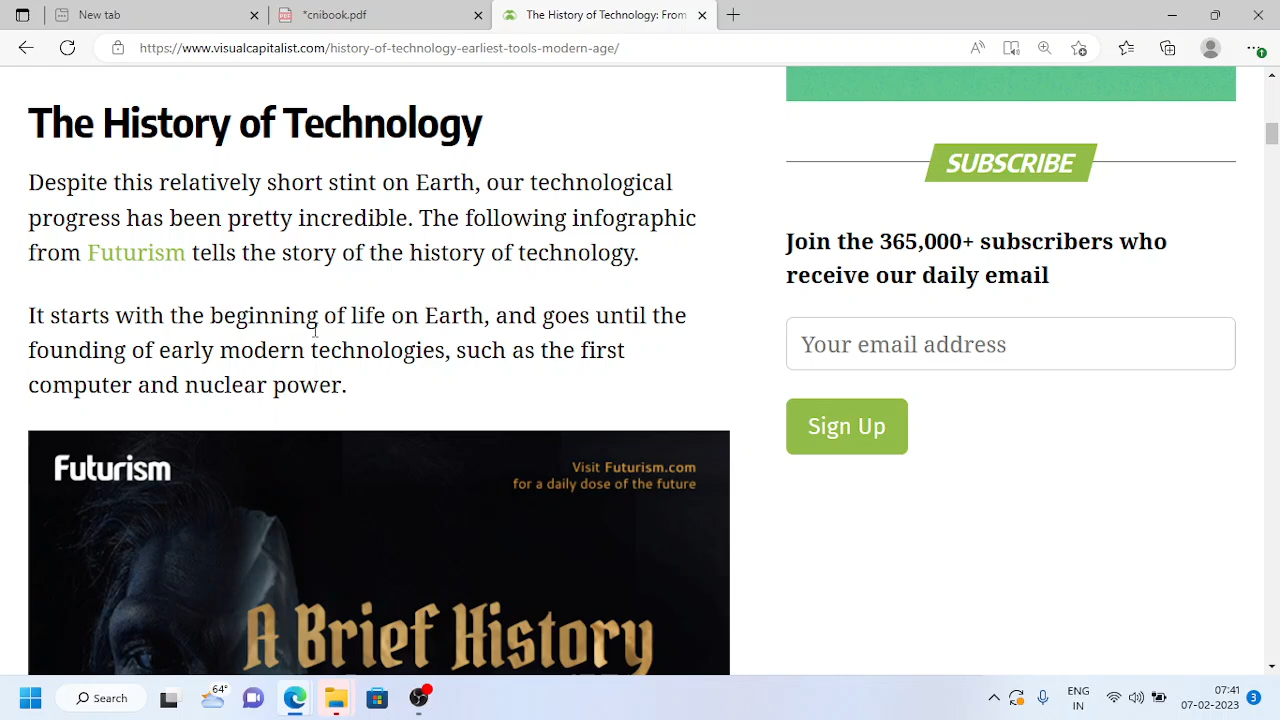 New tab
*cnibook.pdf
The History of Technology: From
https://www.visualcapitalist.com/history-of-technology-earliest-tools-modern-age/
The History of Technology
Despite this relatively short stint on Earth, our technological
progress has been pretty incredible. The following infographic
from Futurism tells the story of the history of technology.
It starts with the beginning of life on Earth, and goes until the
founding of early modern technologies, such as the first
computer and nuclear power.
Futurism
Visit Futurism.com
for a daily dose of the future
A Brief History
SUBSCRIBE
Join the 365,000+ subscribers who
receive our daily email
Your email address
Sign Up
Search
64°
ENG
IN
07:41
07-02-2023
3